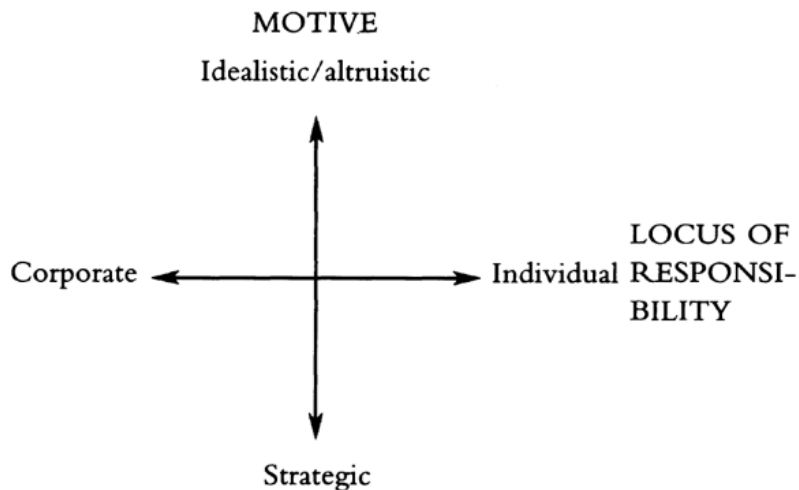 MOTIVE
Idealistic/altruistic
Corporate
Individual
LOCUS OF
RESPONSI-
BILITY
Strategic